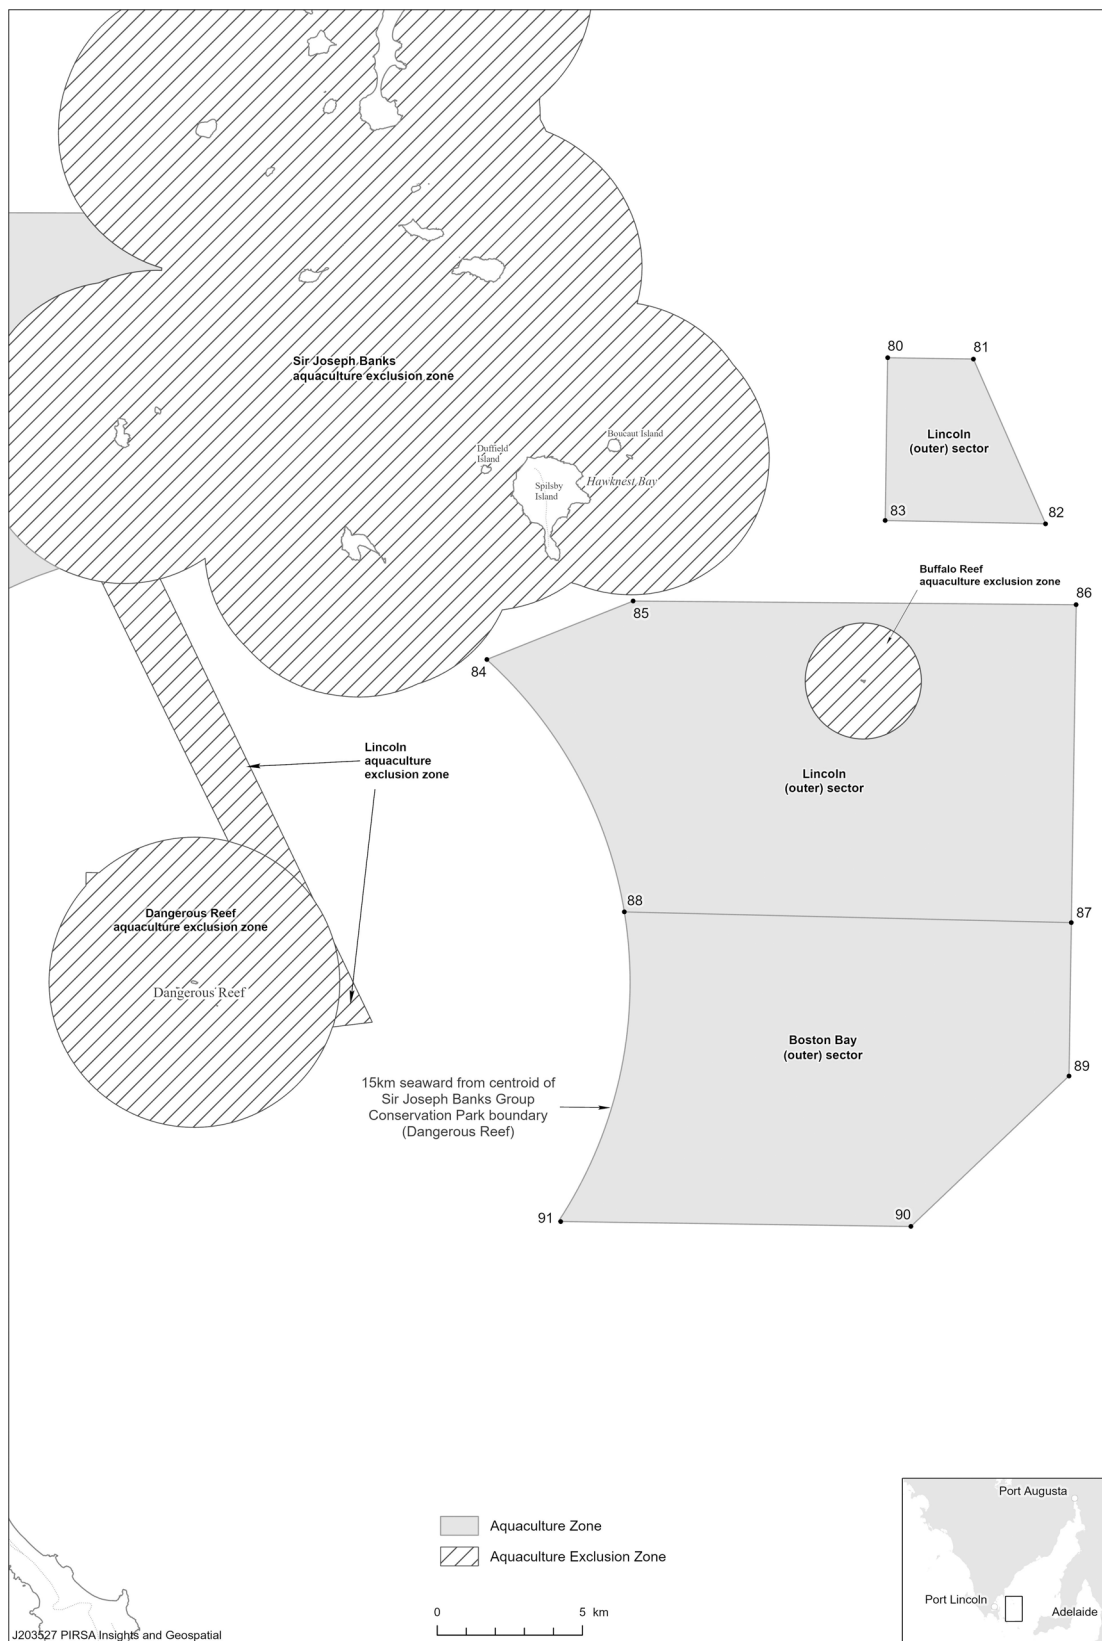 80
81
Sir Joseph Banks
aquaculture exclusion zone
Lincoln
(outer) sector
Boucaut Island
Duffield
Island
Hawknest Bay
Spilsby
Island
83
82
Buffalo Reef
aquaculture exclusion zone
86
85
84
Lincoln
aquaculture
exclusion zone
Lincoln
(outer) sector
88
87
Dangerous Reef
aquaculture exclusion zone
Dangerous Reef
Boston Bay
(outer) sector
89
15km seaward from centroid of
Sir Joseph Banks Group
Conservation Park boundary
(Dangerous Reef)
91
90
Port Augusta
Aquaculture Zone
Aquaculture Exclusion Zone
Port Lincoln
Adelaide
0 5 km
J203527 PIRSA Insights and Geospatial